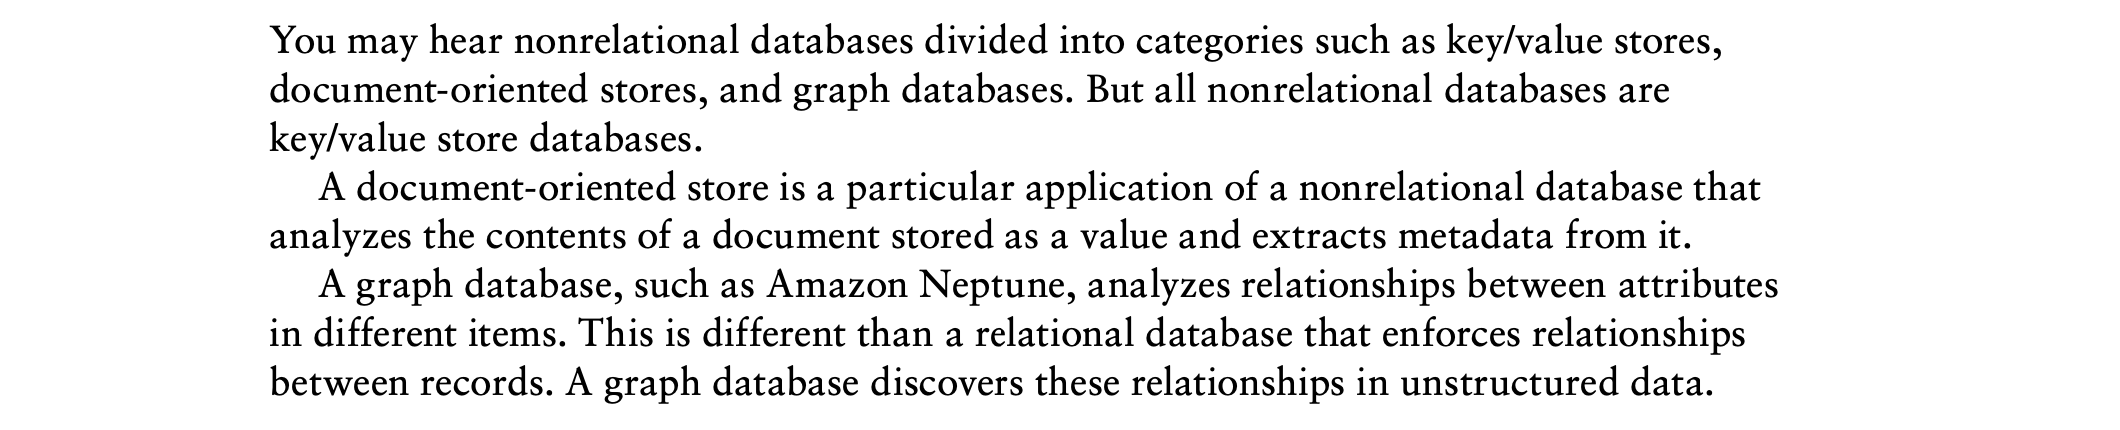 You may hear nonrelational databases divided into categories such as key/value stores,
document-oriented stores, and graph databases. But all nonrelational databases are
key/value store databases.
A document-oriented store is a particular application of a nonrelational database that
analyzes the contents of a document stored as a value and extracts metadata from it.
A graph database, such as Amazon Neptune, analyzes relationships between attributes
in different items. This is different than a relational database that enforces relationships
between records. A graph database discovers these relationships in unstructured data.